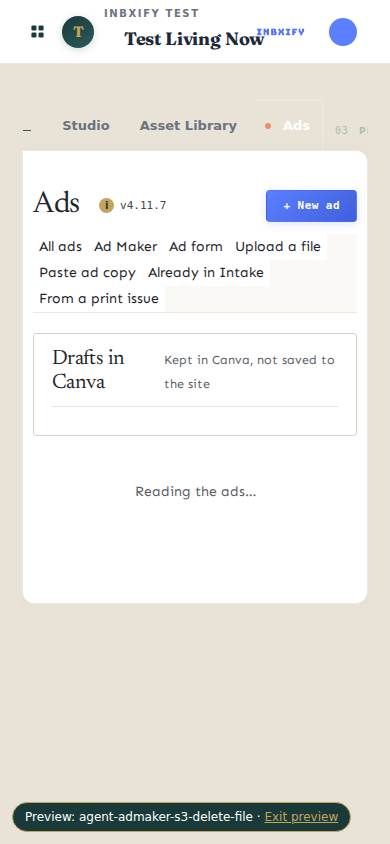 INBXIFY TEST
T
Test Living Now
INBXIFY
Studio Asset Library Ads 03
Ads i v4.11.7 + New ad
All ads Ad Maker Ad form Upload a file
Paste ad copy Already in Intake
From a print issue
Drafts in Canva
Kept in Canva, not saved to the site
Reading the ads...
Preview: agent-admaker-s3-delete-file · Exit preview